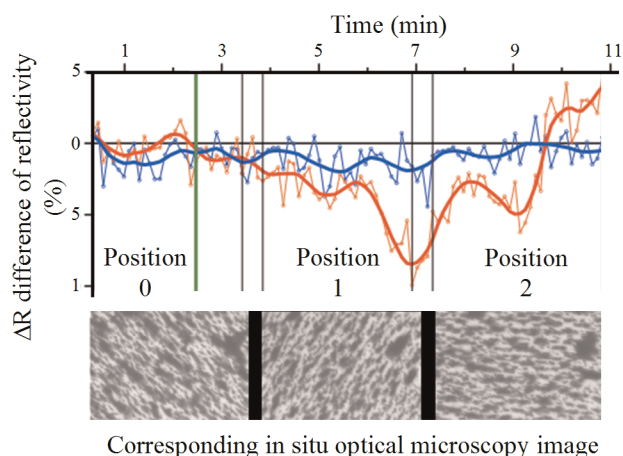 Time (min)
1 3 5 7 9 11
5
0
5
1
ΔR difference of reflectivity
(%)
Position Position Position
0 1 2
Corresponding in situ optical microscopy image